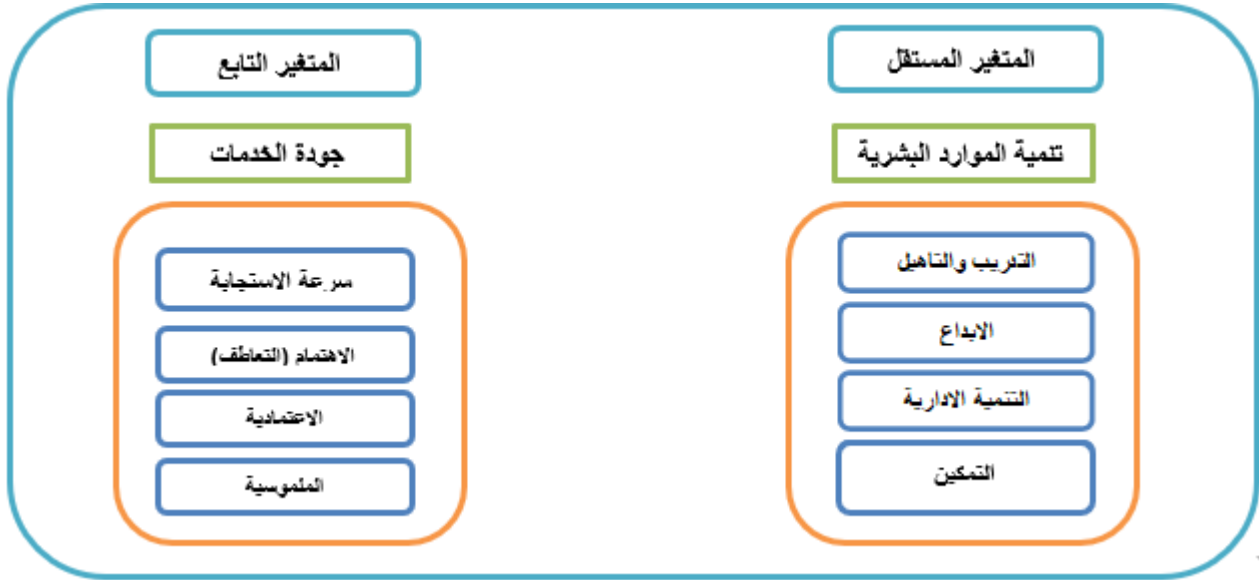 المتغير المستقل
المتغير التابع
تنمية الموارد البشرية
جودة الخدمات
التدريب والتاهيل
الابداع
التنمية الادارية
التمكين
سرعة الاستجابة
الاهتمام (التعاطف)
الاعتمادية
الملموسية